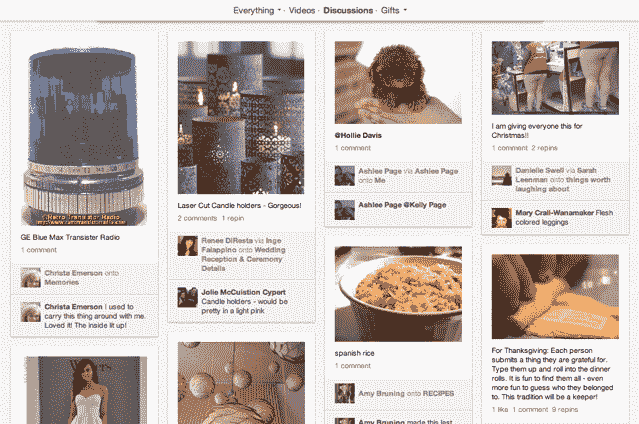 Everything · Videos · Discussions · Gifts
GE Blue Max Transister Radio
1 comment
Christa Emerson onto
Memories
Christa Emerson I used to
carry this thing around with me.
Loved it! The inside lit up!
Laser Cut Candle holders - Gorgeous!
2 comments 1 repin
Renee DiResta via Inge
Falappino onto Wedding
Reception & Ceremony
Details
Jolie McCuistion Cypert
Candle holders - would be
pretty in a light pink
@Hollie Davis
1 comment
Ashlee Page via Ashlee Page
onto Me
Ashlee Page @Kelly Page
spanish rice
1 comment
Amy Bruning onto RECIPES
Amy Bruning made this last
I am giving everyone this for
Christmas!!
1 comment 2 repins
Danielle Swell via Sarah
Leenman onto things worth
laughing about
Mary Crall-Wanamaker Flesh
colored leggings
For Thanksgiving: Each person
submits a thing they are grateful for.
Type them up and roll into the dinner
rolls. It is fun to find them all - even
more fun to guess who they belonged
to. This tradition will be a keeper!
1 like 1 comment 9 repins